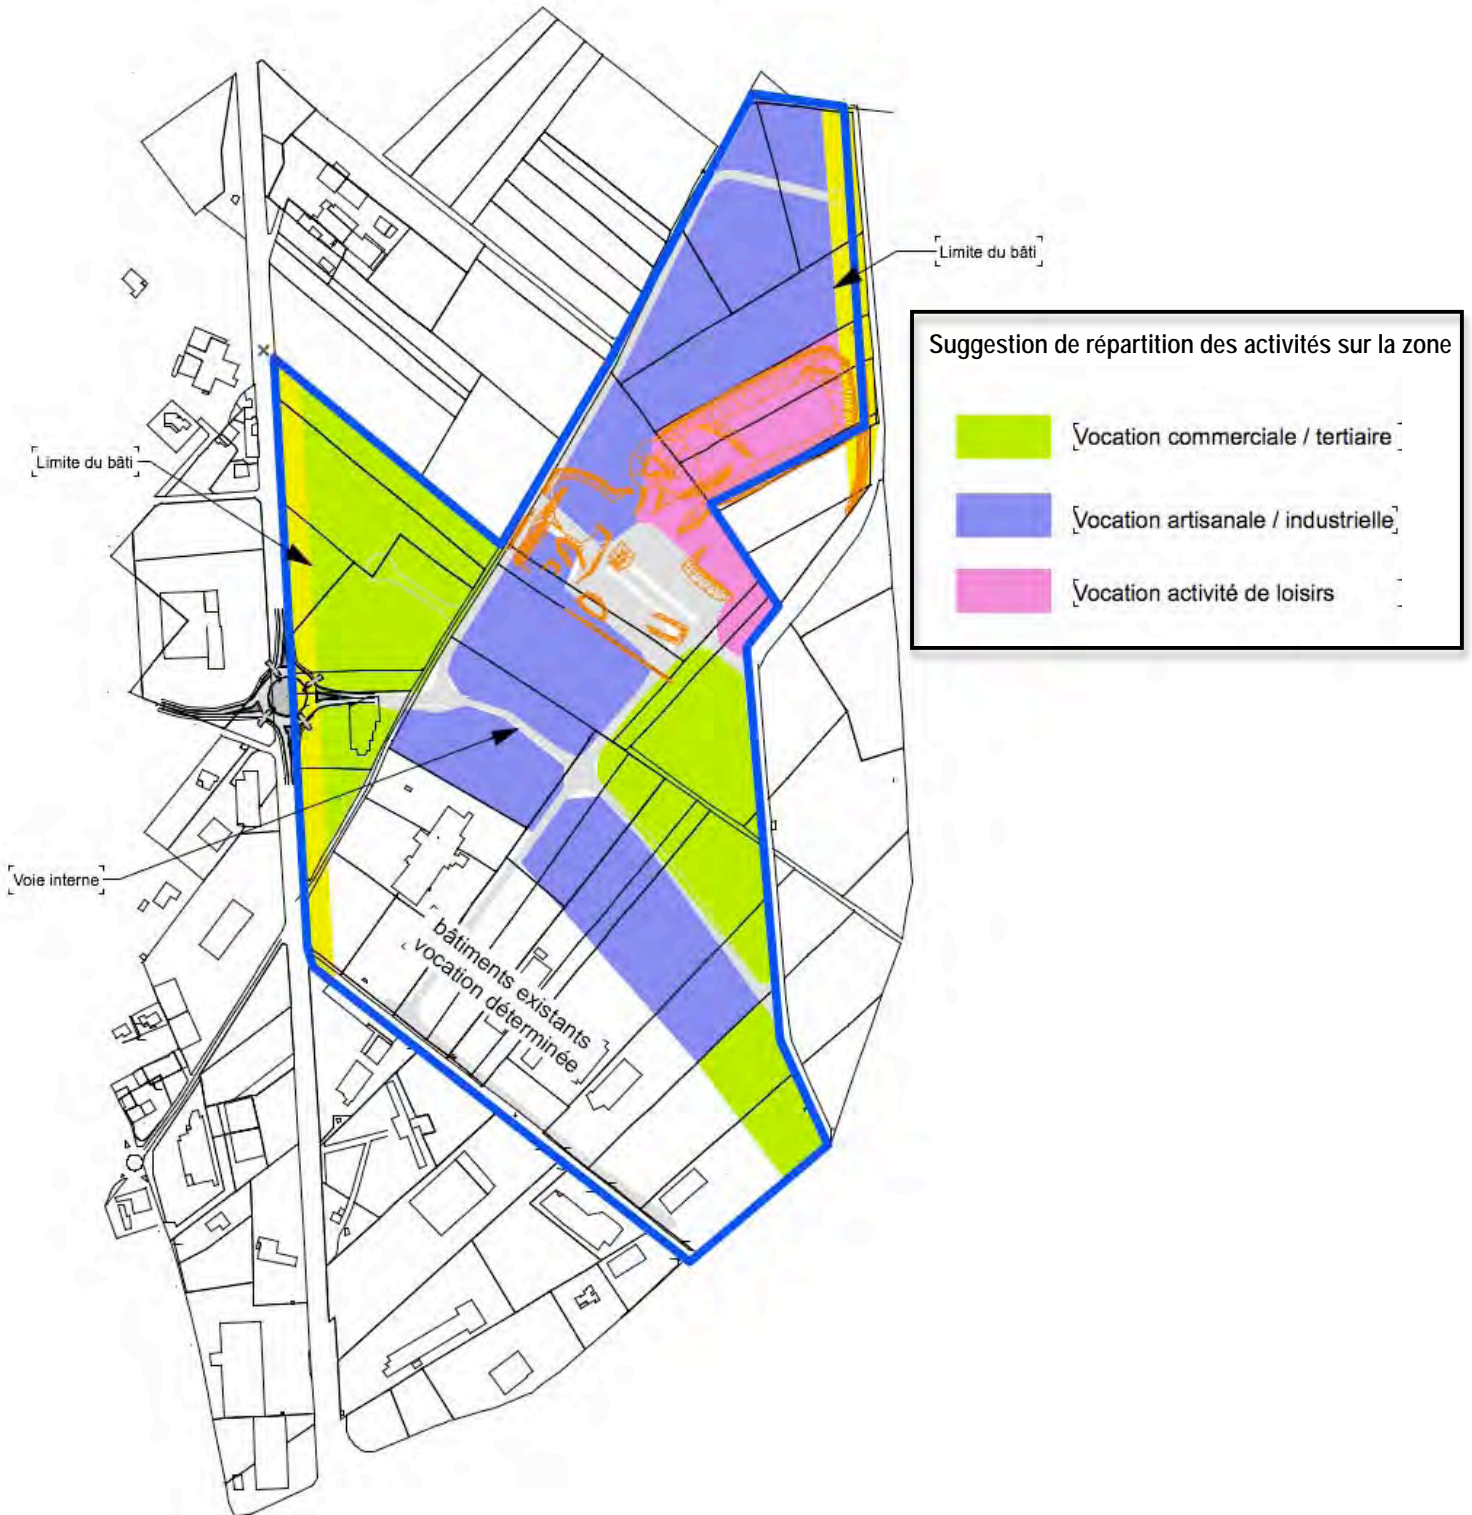 Limite du bâti
Suggestion de répartition des activités sur la zone
Vocation commerciale / tertiaire
Vocation artisanale / industrielle
Vocation activité de loisirs
Limite du bâti
Voie interne
bâtiments existants
vocation déterminée